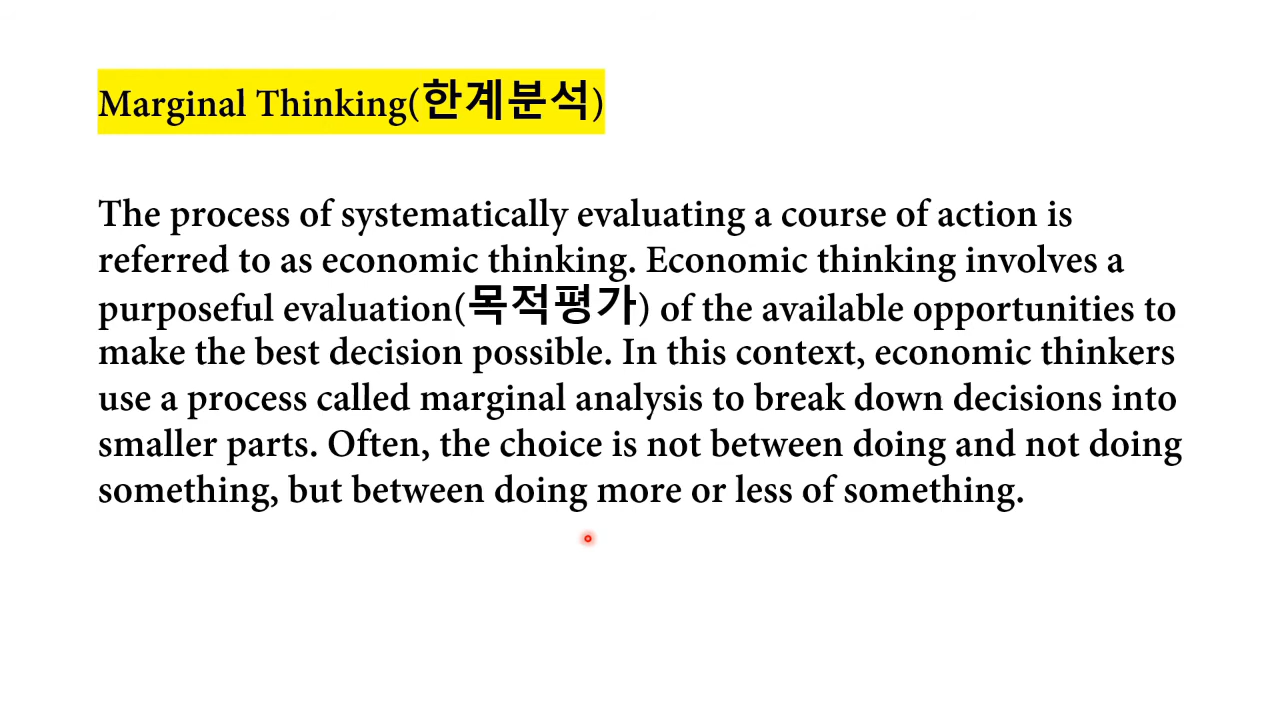 Marginal Thinking(한계분석)
The process of systematically evaluating a course of action is
referred to as economic thinking. Economic thinking involves a
purposeful evaluation(목적평가) of the available opportunities to
make the best decision possible. In this context, economic thinkers
use a process called marginal analysis to break down decisions into
smaller parts. Often, the choice is not between doing and not doing
something, but between doing more or less of something.